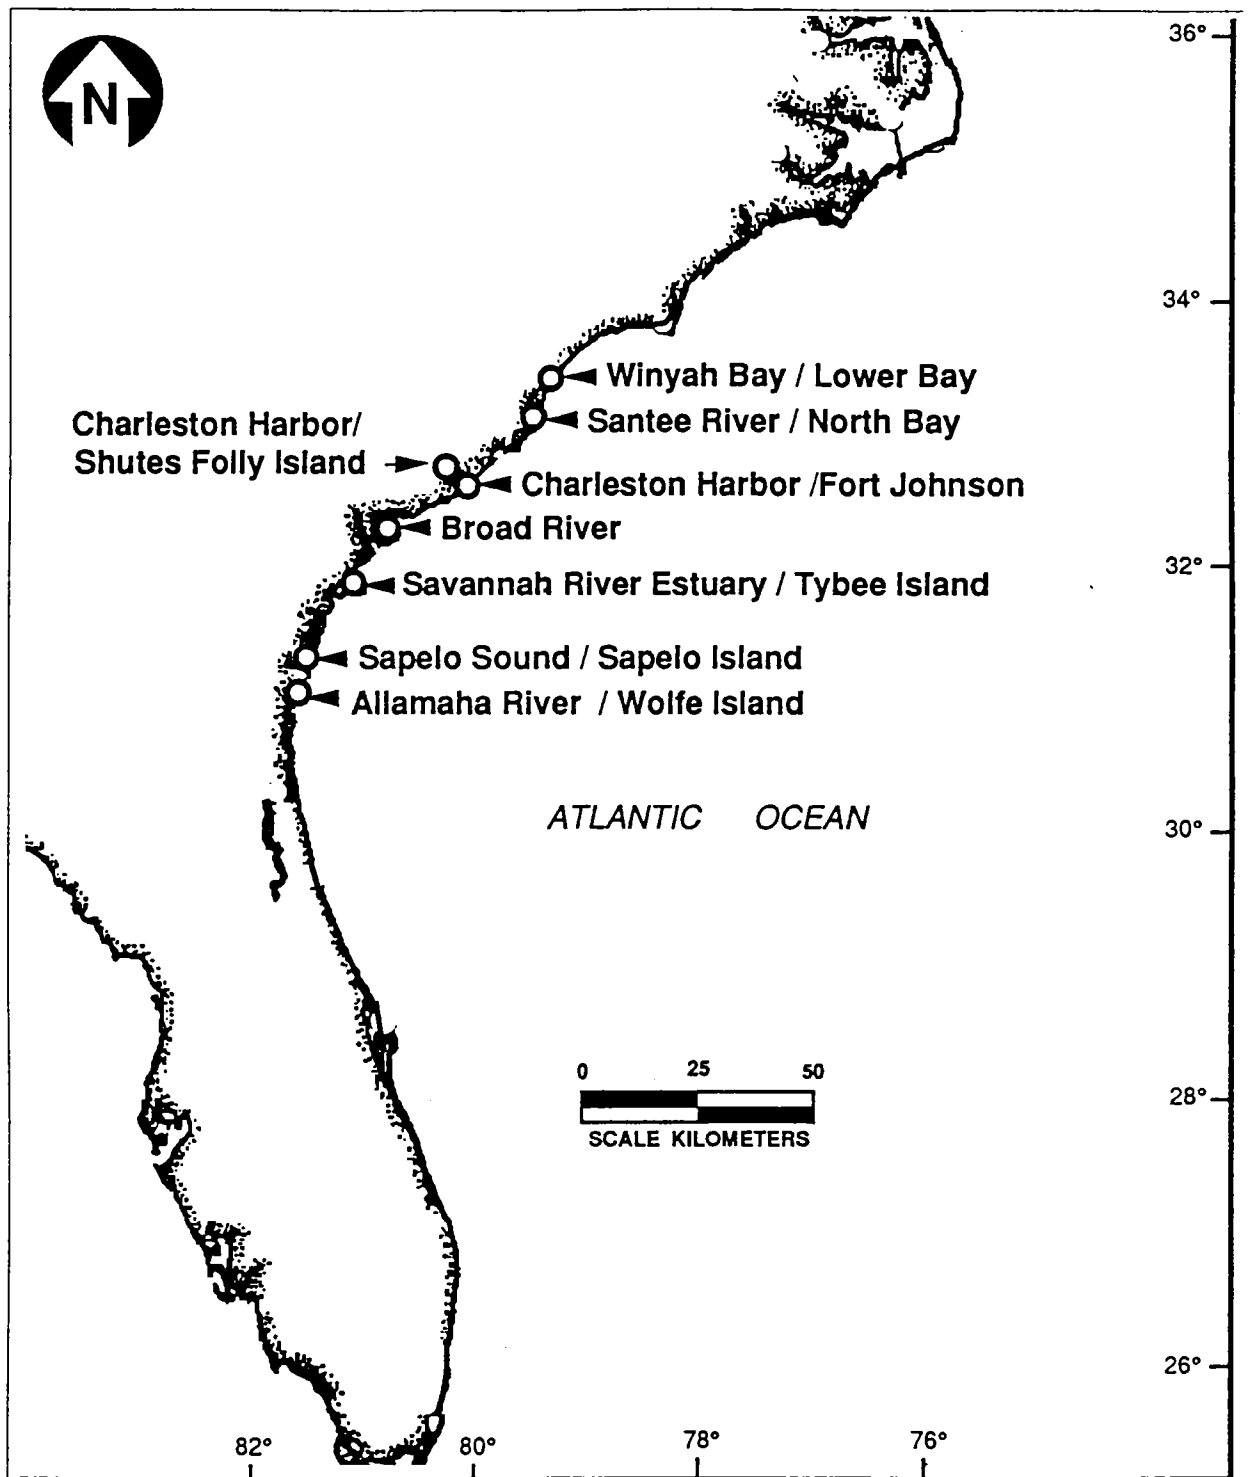 N
36°
34°
Winyah Bay / Lower Bay
Santee River / North Bay
Charleston Harbor/
Shutes Folly Island
Charleston Harbor /Fort Johnson
Broad River
32°
Savannah River Estuary / Tybee Island
Sapelo Sound / Sapelo Island
Allamaha River / Wolfe Island
ATLANTIC OCEAN
30°
0 25 50
SCALE KILOMETERS
28°
26°
82° 80° 78° 76°